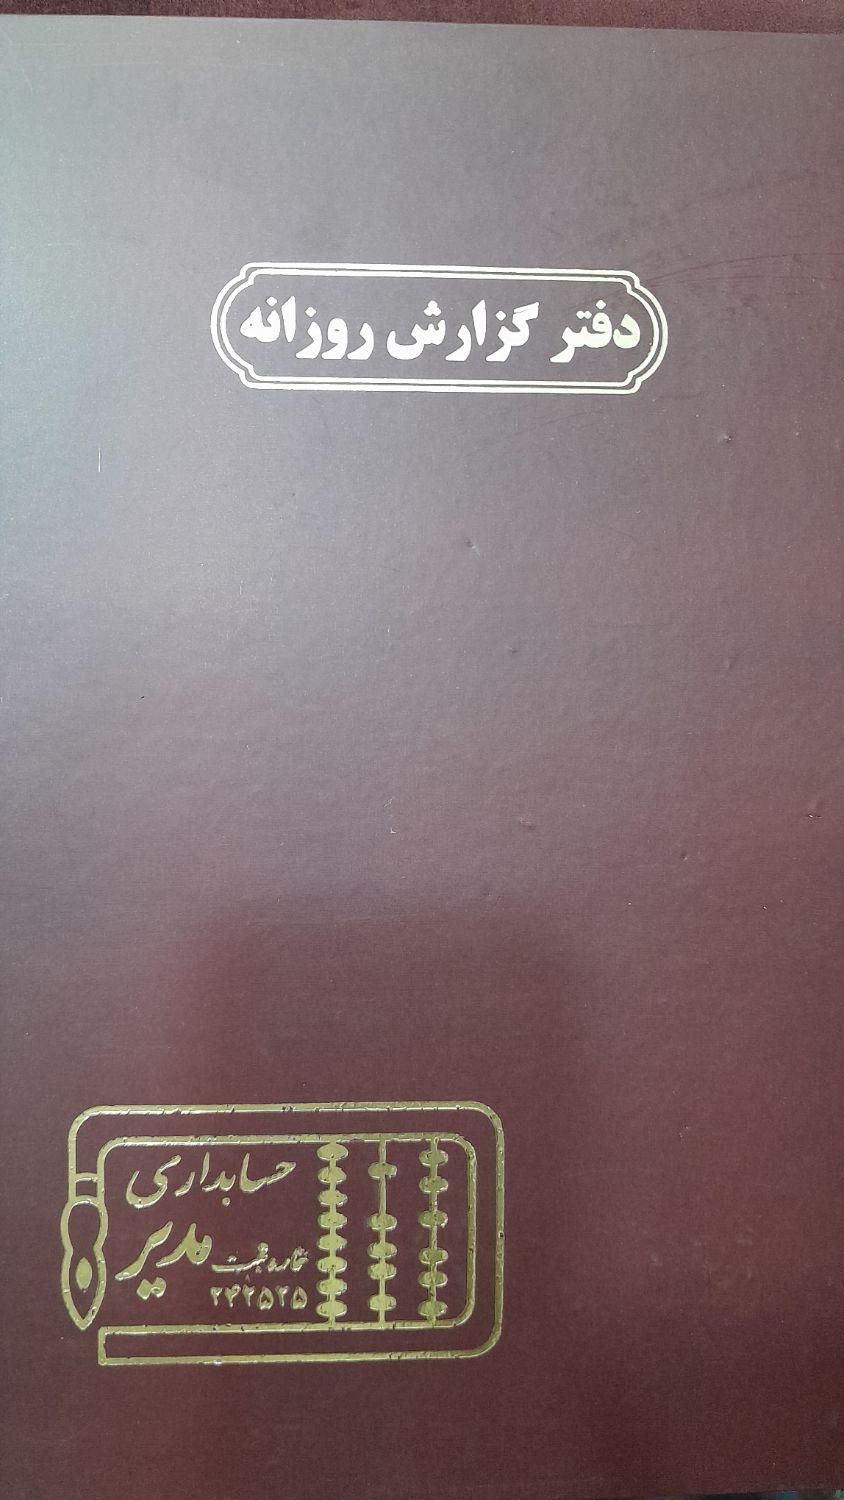 دفتر گزارش روزانه
حسابداری
مدیر
شماره ثبت
۲۴۲۵۲۵